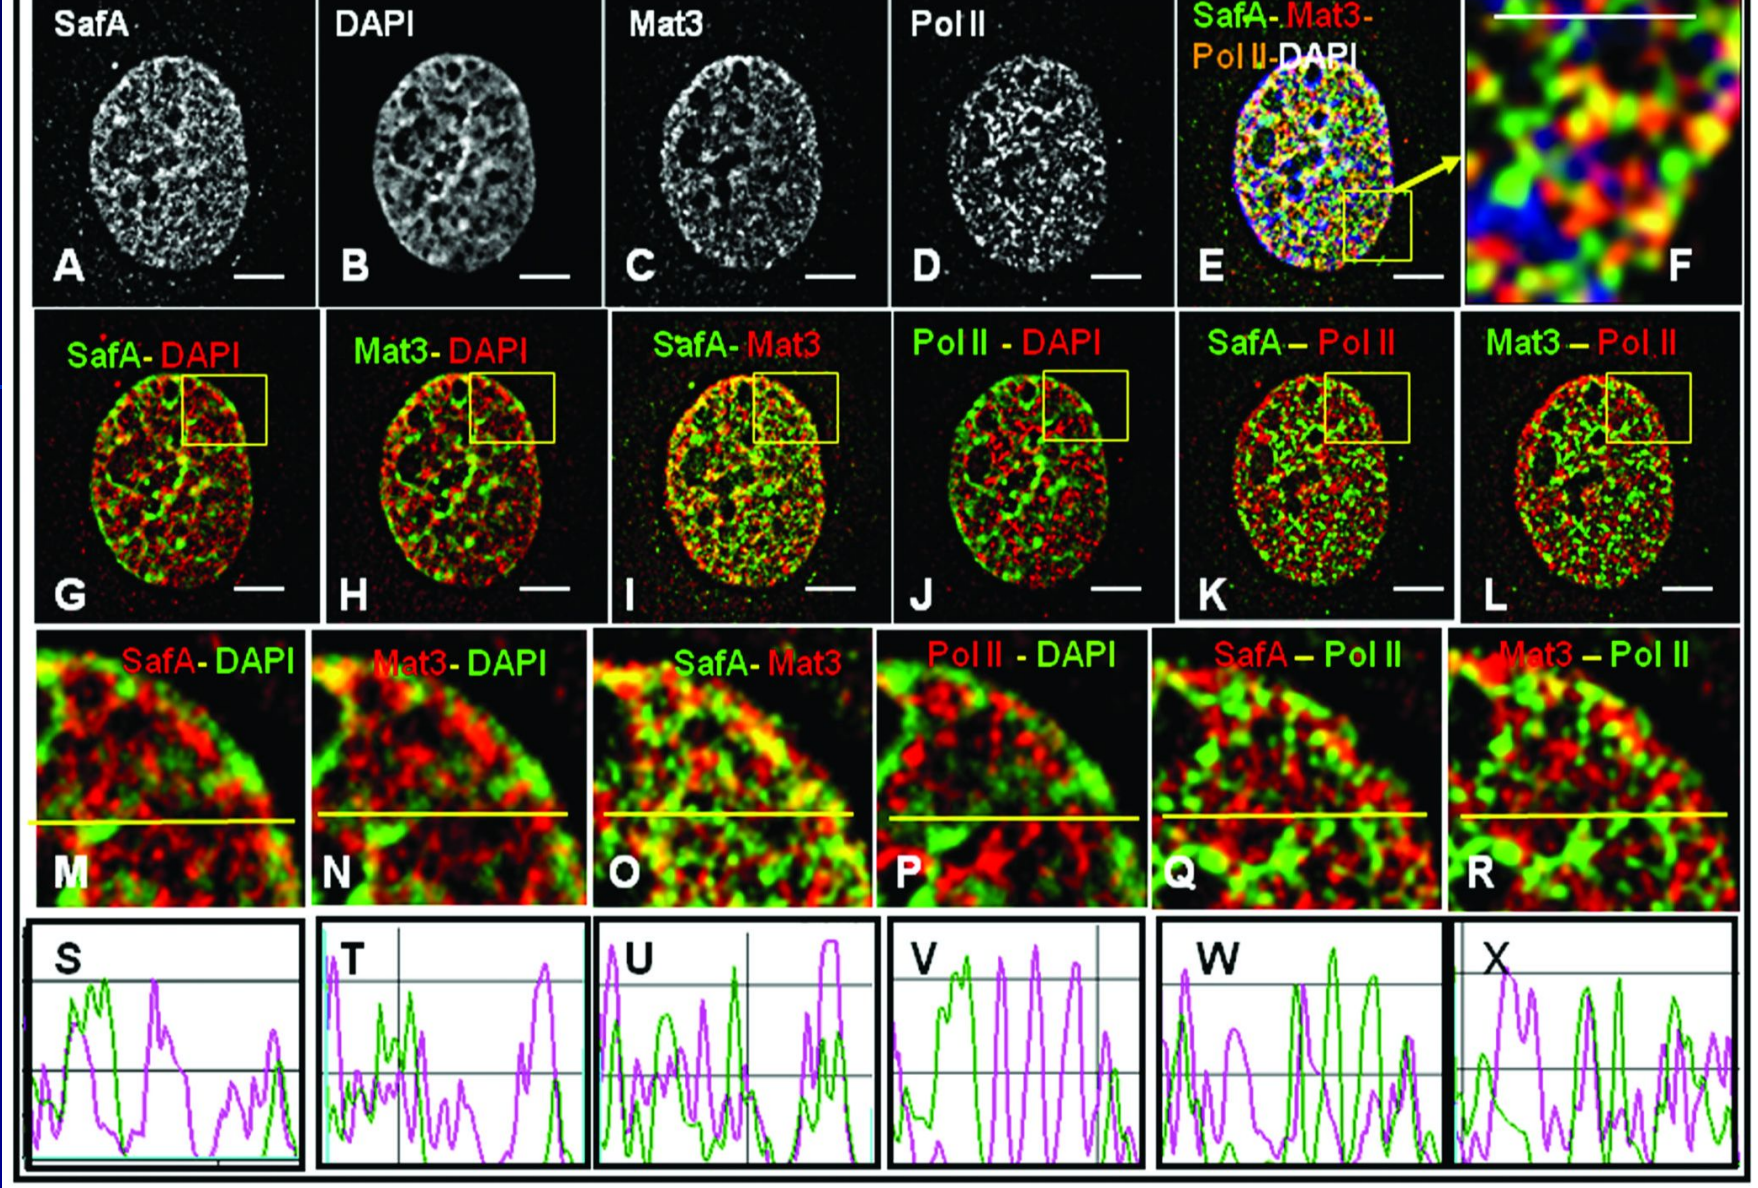 SafA
DAPI
Mat3
Pol II
SafA- Mat3-
Pol II-DAPI
A
B
C
D
E
F
SafA- DAPI
Mat3- DAPI
SafA- Mat3
Pol II - DAPI
SafA – Pol II
Mat3 – Pol II
G
H
I
J
K
L
SafA- DAPI
Mat3- DAPI
SafA- Mat3
Pol II - DAPI
SafA – Pol II
Mat3 – Pol II
M
N
O
P
Q
R
S
T
U
V
W
X